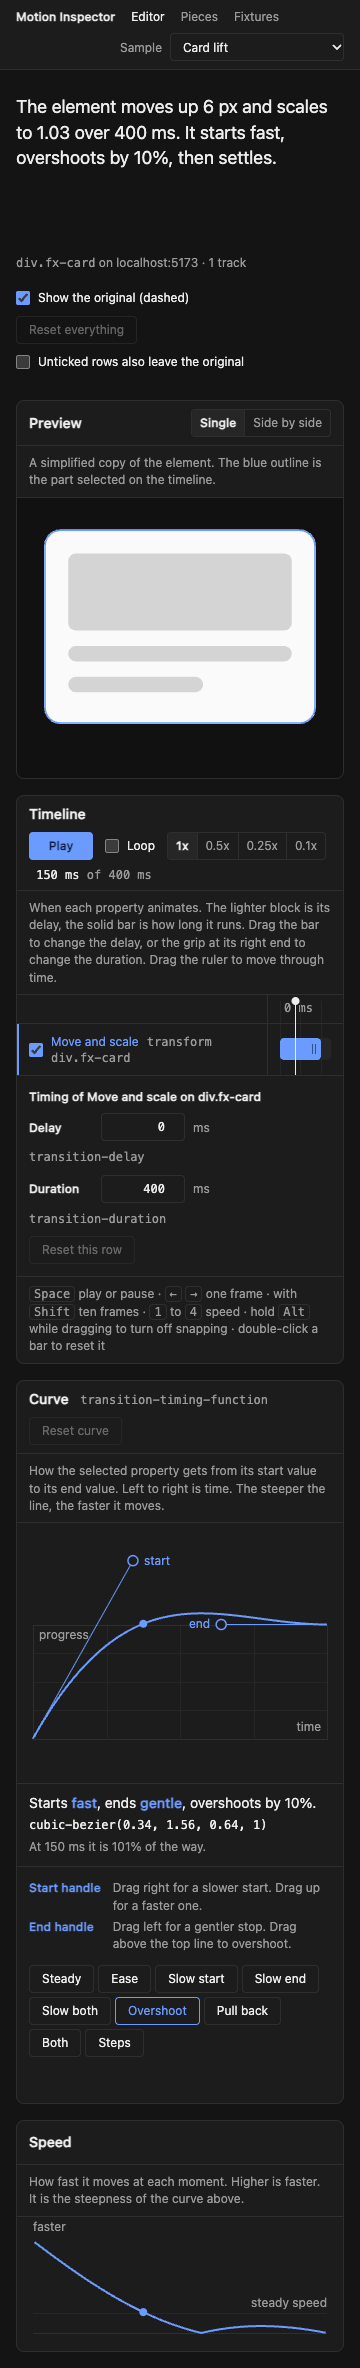 Motion Inspector Editor Pieces Fixtures
Sample Card lift
The element moves up 6 px and scales
to 1.03 over 400 ms. It starts fast,
overshoots by 10%, then settles.
div.fx-card on localhost:5173 · 1 track
Show the original (dashed)
Reset everything
Unticked rows also leave the original
Preview Single Side by side
A simplified copy of the element. The blue outline is
the part selected on the timeline.
Timeline
Play Loop 1x 0.5x 0.25x 0.1x
150 ms of 400 ms
When each property animates. The lighter block is its
delay, the solid bar is how long it runs. Drag the bar
to change the delay, or the grip at its right end to
change the duration. Drag the ruler to move through
time.
0 ms
Move and scale transform
div.fx-card
Timing of Move and scale on div.fx-card
Delay 0 ms
transition-delay
Duration 400 ms
transition-duration
Reset this row
Space play or pause · ← → one frame · with
Shift ten frames · 1 to 4 speed · hold Alt
while dragging to turn off snapping · double-click a
bar to reset it
Curve transition-timing-function
Reset curve
How the selected property gets from its start value
to its end value. Left to right is time. The steeper the
line, the faster it moves.
start
end
progress
time
Starts fast, ends gentle, overshoots by 10%.
cubic-bezier(0.34, 1.56, 0.64, 1)
At 150 ms it is 101% of the way.
Start handle Drag right for a slower start. Drag up
for a faster one.
End handle Drag left for a gentler stop. Drag
above the top line to overshoot.
Steady Ease Slow start Slow end
Slow both Overshoot Pull back
Both Steps
Speed
How fast it moves at each moment. Higher is faster.
It is the steepness of the curve above.
faster
steady speed